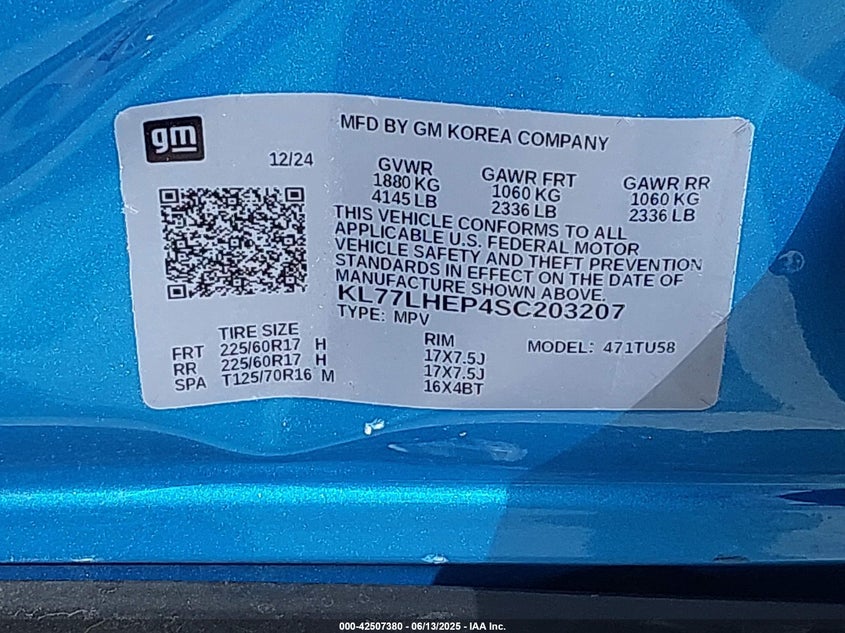 gm
MFD BY GM KOREA COMPANY
12/24
GVWR
1880 KG
4145 LB
GAWR FRT
1060 KG
2336 LB
GAWR RR
1060 KG
2336 LB
THIS VEHICLE CONFORMS TO ALL
APPLICABLE U.S. FEDERAL MOTOR
VEHICLE SAFETY AND THEFT PREVENTION
STANDARDS IN EFFECT ON THE DATE OF
MANUFACTURE SHOWN ABOVE.
KL77LHEP4SC203207
TYPE: MPV
TIRE SIZE
FRT 225/60R17 H
RR 225/60R17 H
SPA T125/70R16 M
RIM
17X7.5J
17X7.5J
16X4BT
MODEL: 471TU58
000-42507380 - 06/13/2025 - IAA Inc.